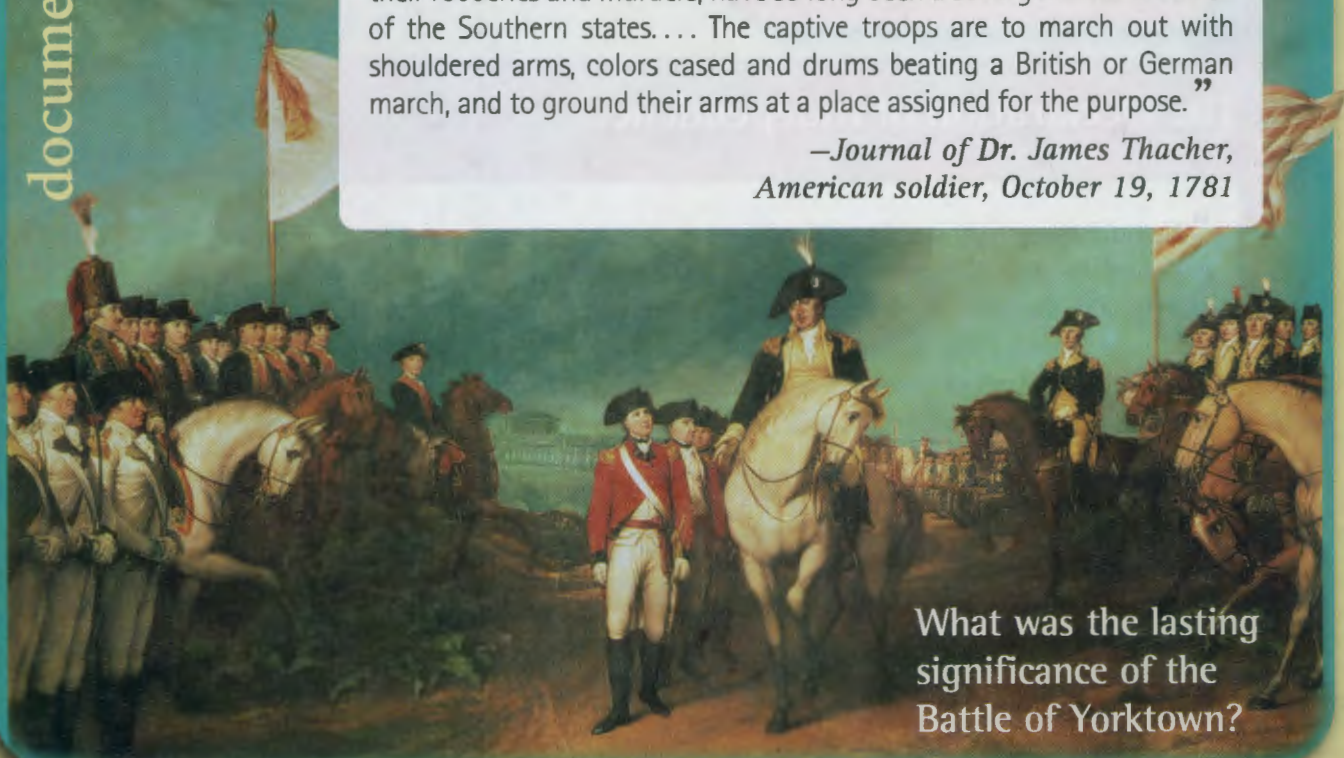 docume
of the Southern states.... The captive troops are to march out with
shouldered arms, colors cased and drums beating a British or German
march, and to ground their arms at a place assigned for the purpose.”
–Journal of Dr. James Thacher,
American soldier, October 19, 1781
What was the lasting
significance of the
Battle of Yorktown?